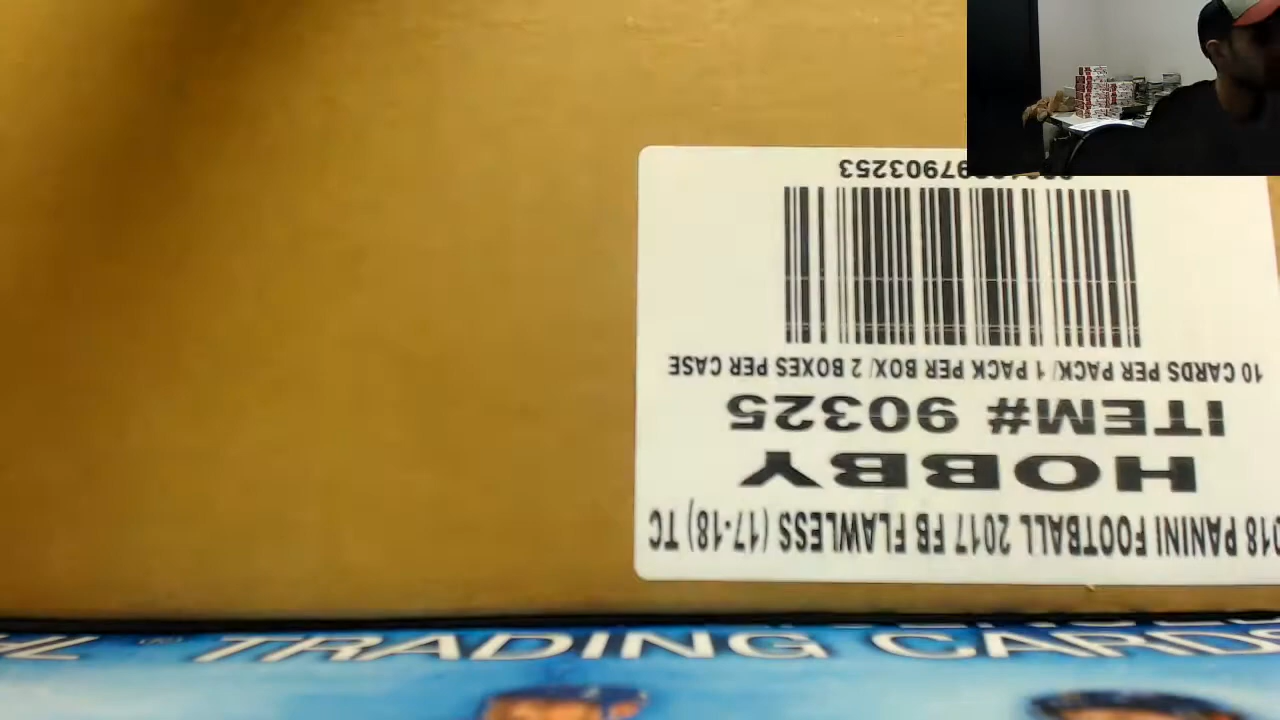 018 PANINI FOOTBALL 2017 FB FLAWLESS (17-18) TC
HOBBY
ITEM# 90325
10 CARDS PER PACK/ 1 PACK PER BOX/ 2 BOXES PER CASE
97903253
TRADING CARDS